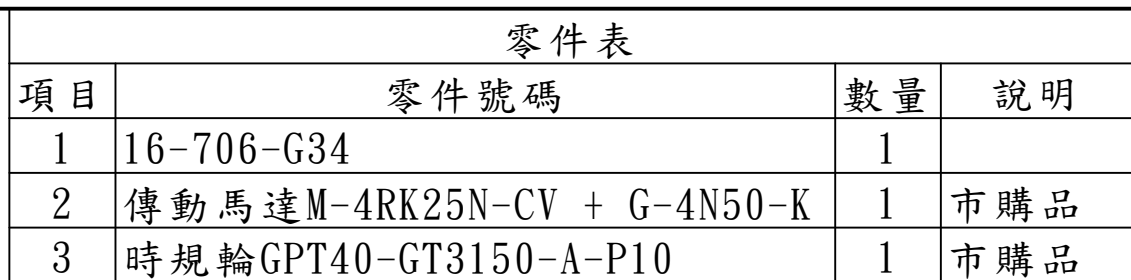 零件表
項目 零件號碼 數量 說明
1 16-706-G34 1
2 傳動馬達M-4RK25N-CV + G-4N50-K 1 市購品
3 時規輪GPT40-GT3150-A-P10 1 市購品